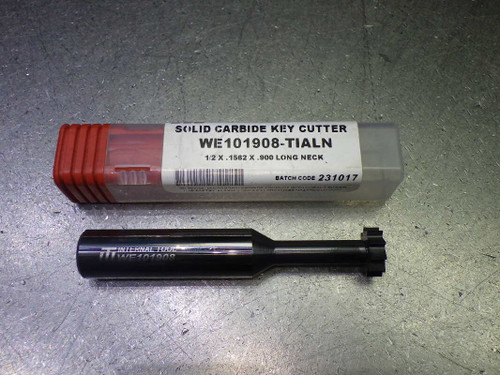 SOLID CARBIDE KEY CUTTER
WE101908-TIALN
1/2 X .1562 X .900 LONG NECK
BATCH CODE 231017
INTERNAL TOOL
WE101908